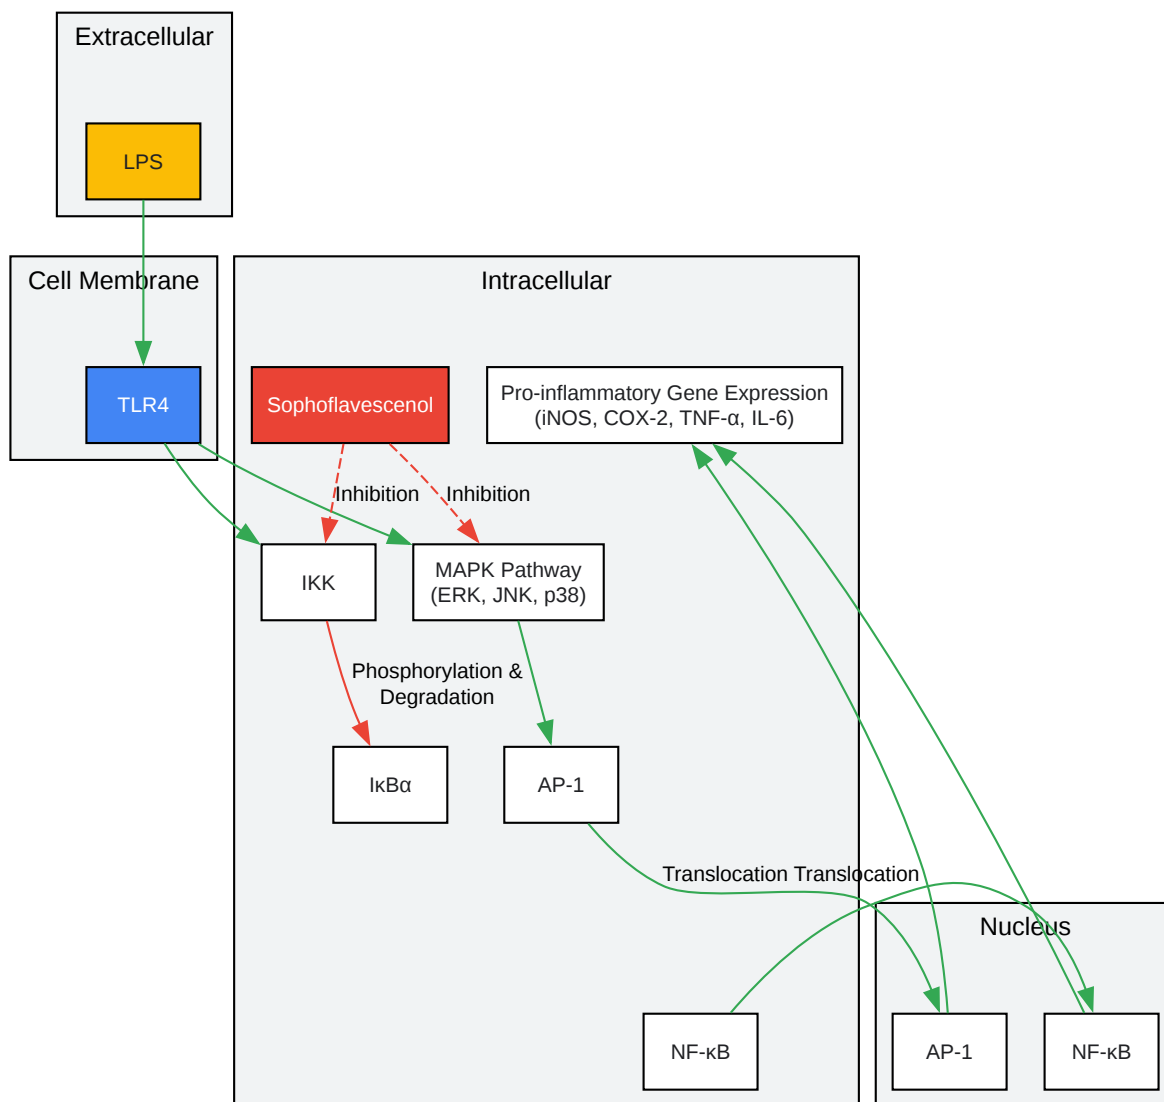 Extracellular
LPS
Cell Membrane
Intracellular
TLR4
Sophoflavescenol
Pro-inflammatory Gene Expression
(iNOS, COX-2, TNF-α, IL-6)
Inhibition
Inhibition
IKK
MAPK Pathway
(ERK, JNK, p38)
Phosphorylation &
Degradation
IκBα
AP-1
Translocation
Translocation
Nucleus
NF-κB
AP-1
NF-κB